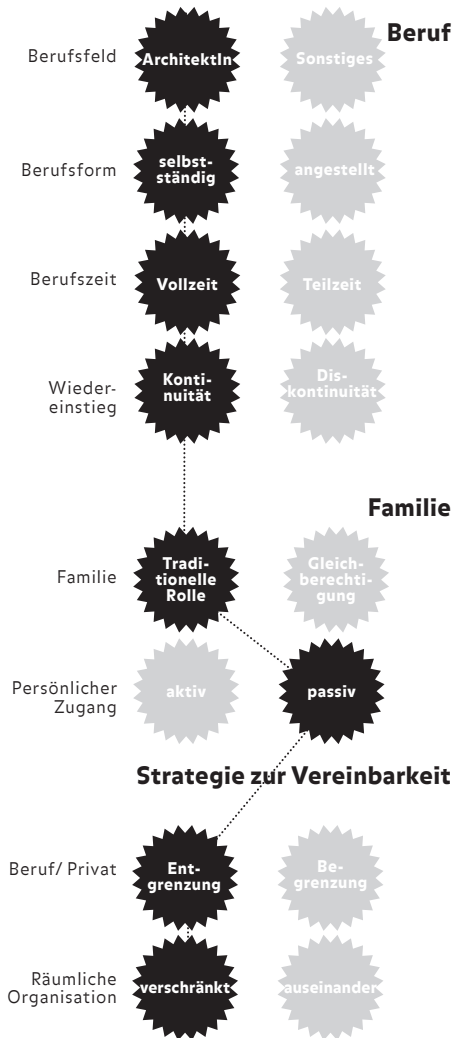 Beruf
Berufsfeld
ArchitektIn
Sonstiges
Berufsform
selbst-
ständig
angestellt
Berufszeit
Vollzeit
Teilzeit
Wieder-
einstieg
Konti-
nuität
Dis-
kontinuität
Familie
Familie
Tradi-
tionelle
Rolle
Gleich-
berechti-
gung
Persönlicher
Zugang
aktiv
passiv
Strategie zur Vereinbarkeit
Beruf/ Privat
Ent-
grenzung
Be-
grenzung
Räumliche
Organisation
verschränkt
auseinander